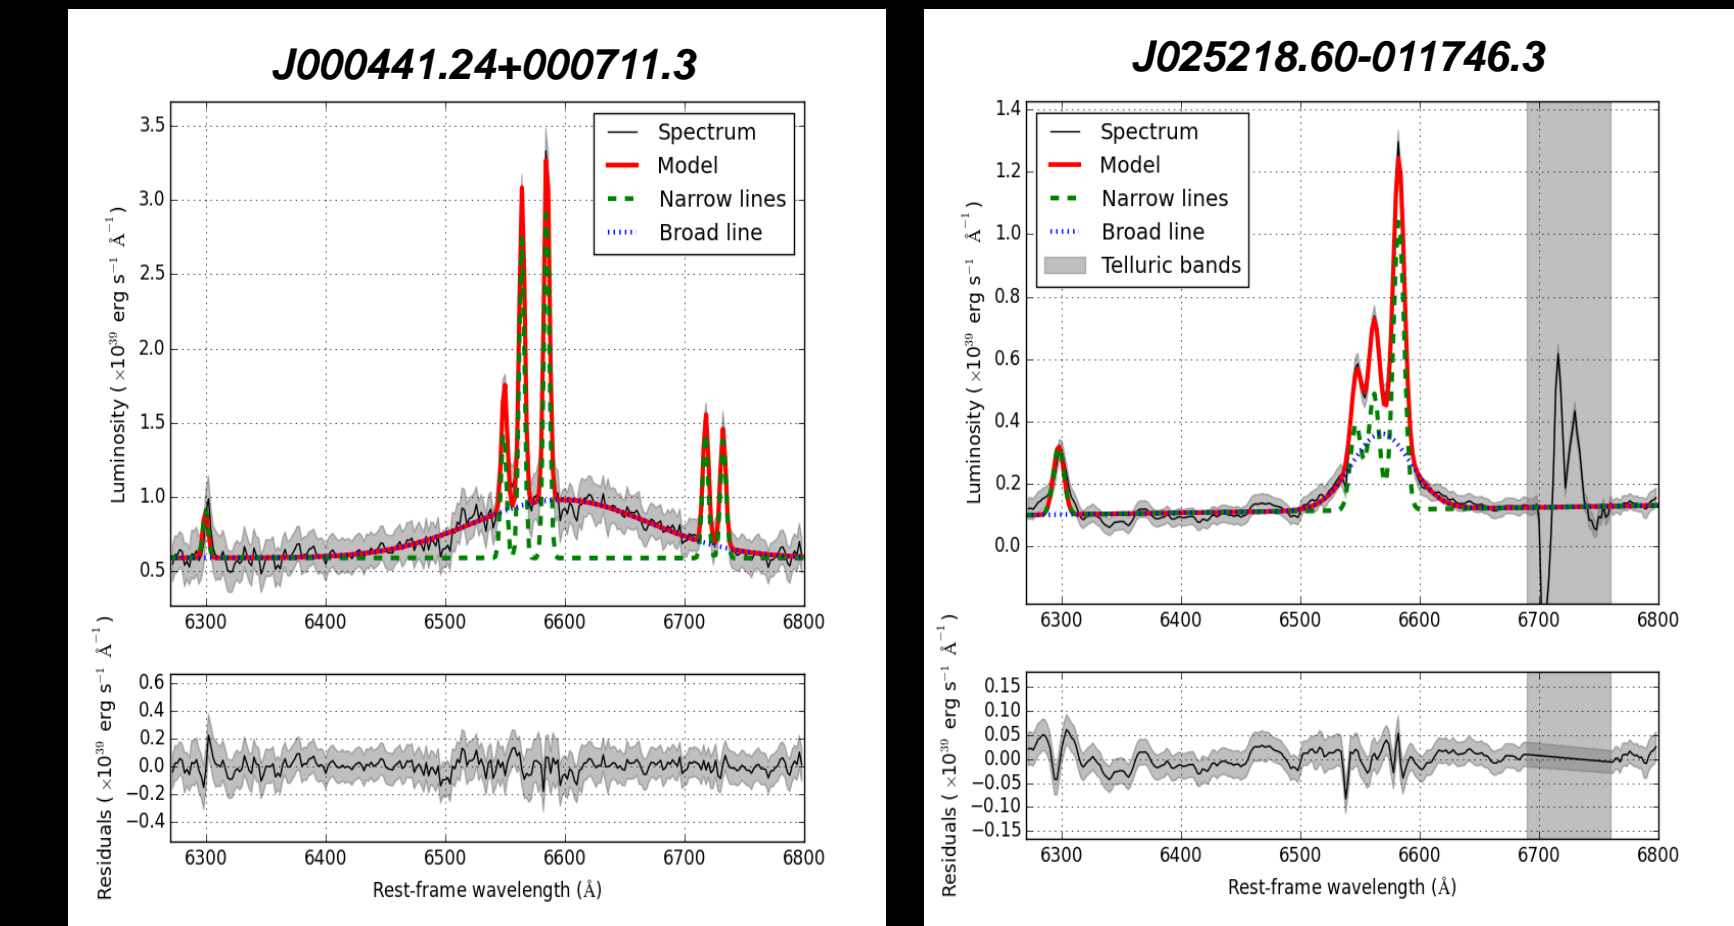 J000441.24+000711.3
Luminosity ( ×10³⁹ erg s⁻¹ Å⁻¹ )
3.5
3.0
2.5
2.0
1.5
1.0
0.5
Spectrum
Model
Narrow lines
Broad line
6300 6400 6500 6600 6700 6800
Residuals ( ×10³⁹ erg s⁻¹ Å⁻¹ )
0.6
0.4
0.2
0.0
−0.2
−0.4
6300 6400 6500 6600 6700 6800
Rest-frame wavelength (Å)
J025218.60-011746.3
Luminosity ( ×10³⁹ erg s⁻¹ Å⁻¹ )
1.4
1.2
1.0
0.8
0.6
0.4
0.2
0.0
Spectrum
Model
Narrow lines
Broad line
Telluric bands
6300 6400 6500 6600 6700 6800
Residuals ( ×10³⁹ erg s⁻¹ Å⁻¹ )
0.15
0.10
0.05
0.00
−0.05
−0.10
−0.15
6300 6400 6500 6600 6700 6800
Rest-frame wavelength (Å)